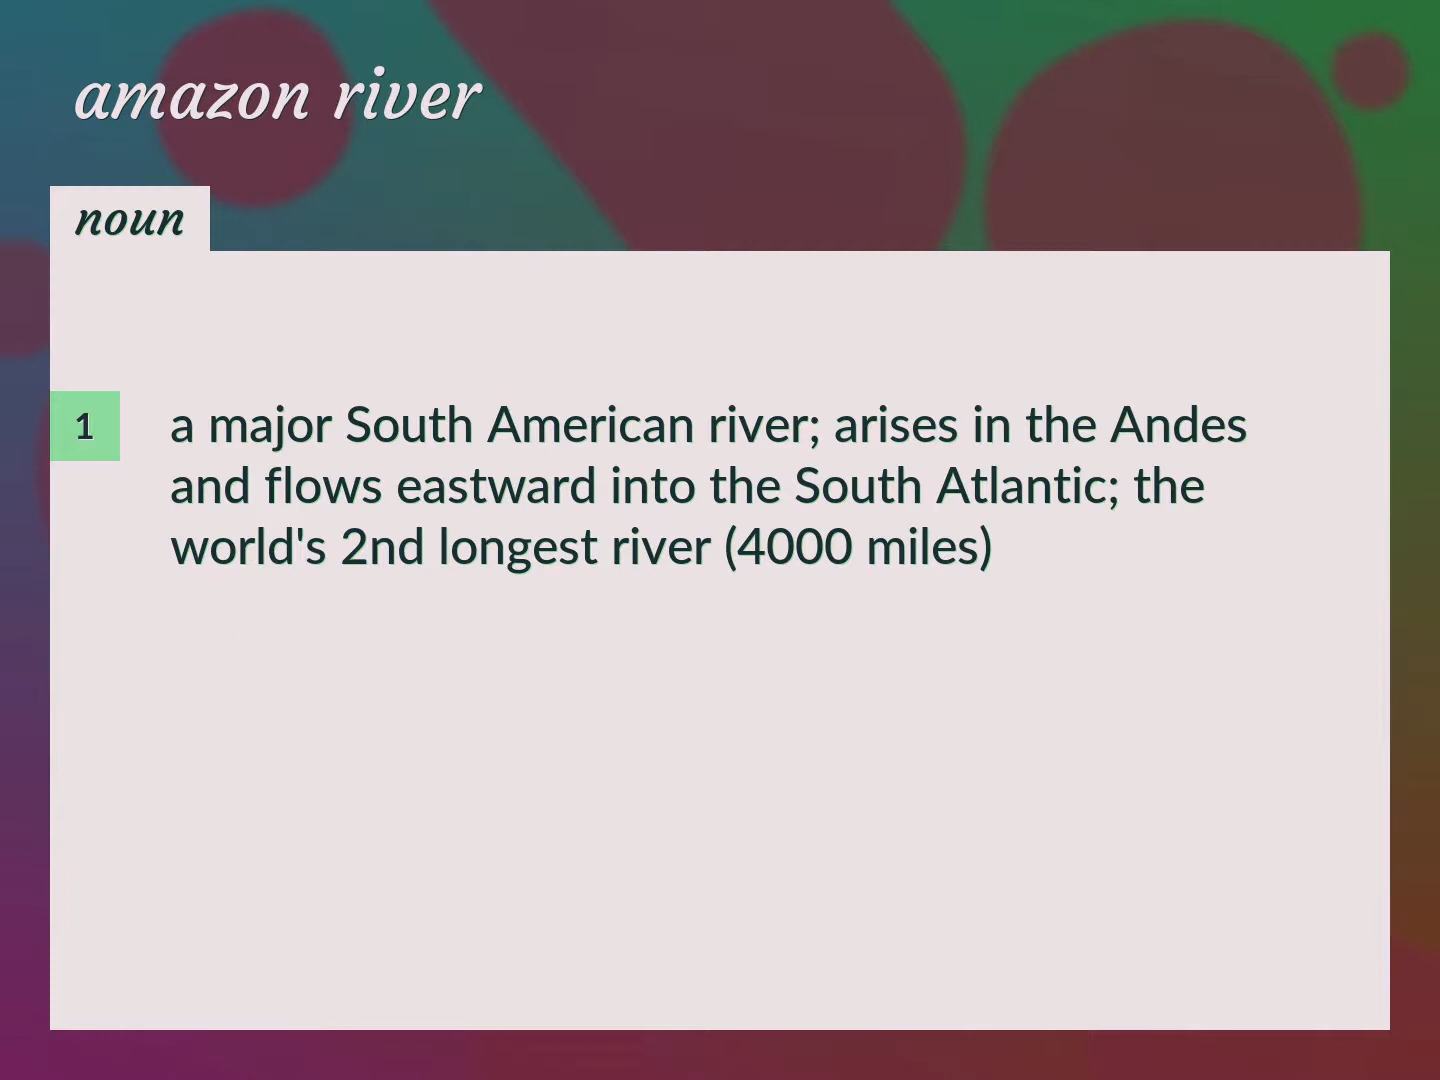 amazon river
noun
1
a major South American river; arises in the Andes
and flows eastward into the South Atlantic; the
world's 2nd longest river (4000 miles)